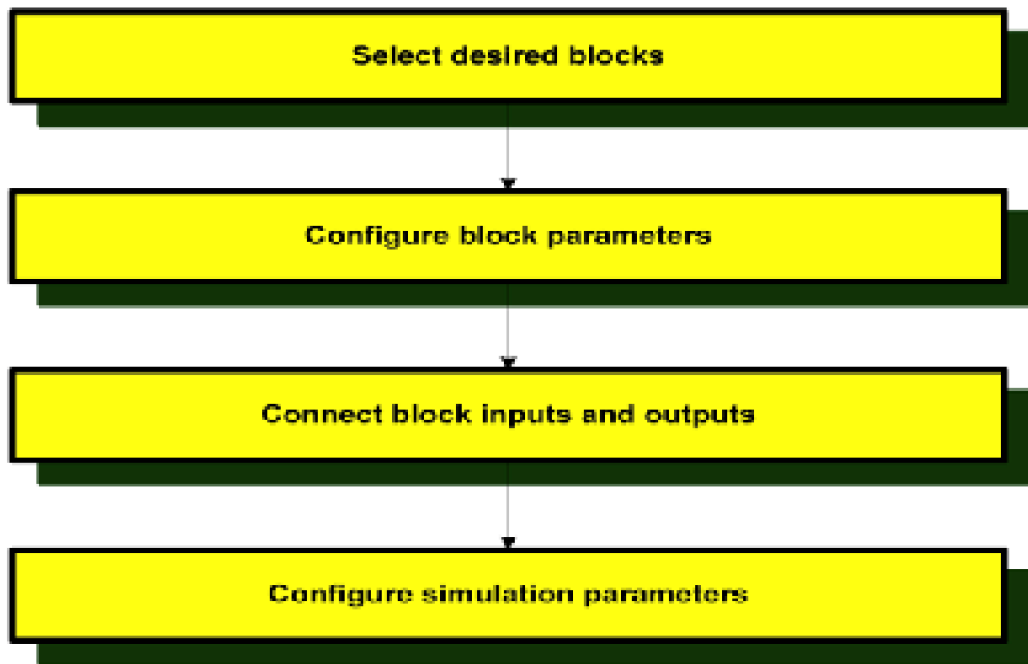 Select desired blocks
Configure block parameters
Connect block inputs and outputs
Configure simulation parameters